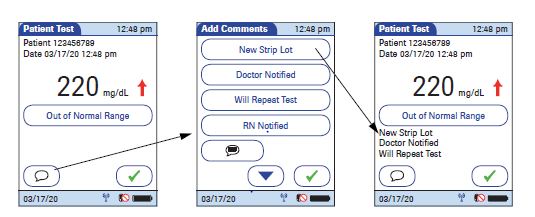 Patient Test 12:48 pm
Patient 123456789
Date 03/17/20 12:48 pm
220 mg/dL
Out of Normal Range
03/17/20
Add Comments 12:48 pm
New Strip Lot
Doctor Notified
Will Repeat Test
RN Notified
03/17/20
Patient Test 12:48 pm
Patient 123456789
Date 03/17/20 12:48 pm
220 mg/dL
Out of Normal Range
New Strip Lot
Doctor Notified
Will Repeat Test
03/17/20